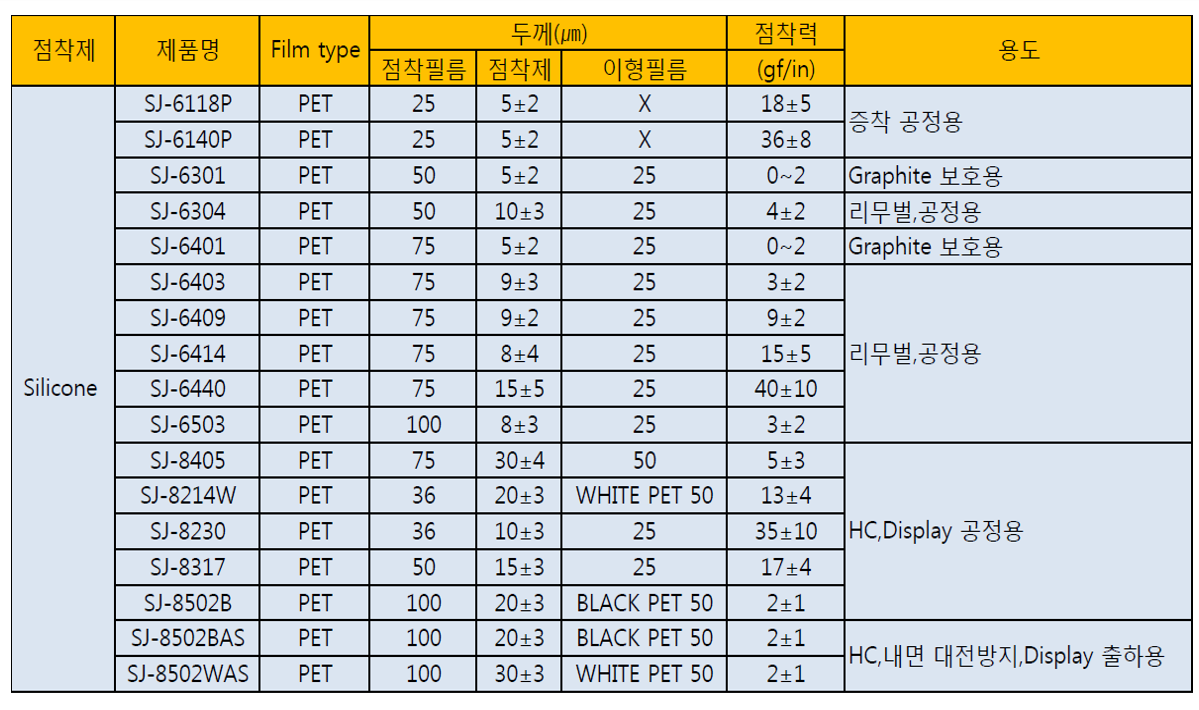 점착제 제품명 Film type 두께(㎛) 점착력 용도
점착필름 점착제 이형필름 (gf/in)
Silicone
SJ-6118P PET 25 5±2 X 18±5 증착 공정용
SJ-6140P PET 25 5±2 X 36±8
SJ-6301 PET 50 5±2 25 0~2 Graphite 보호용
SJ-6304 PET 50 10±3 25 4±2 리무벌,공정용
SJ-6401 PET 75 5±2 25 0~2 Graphite 보호용
SJ-6403 PET 75 9±3 25 3±2 리무벌,공정용
SJ-6409 PET 75 9±2 25 9±2
SJ-6414 PET 75 8±4 25 15±5
SJ-6440 PET 75 15±5 25 40±10
SJ-6503 PET 100 8±3 25 3±2
SJ-8405 PET 75 30±4 50 5±3 HC,Display 공정용
SJ-8214W PET 36 20±3 WHITE PET 50 13±4
SJ-8230 PET 36 10±3 25 35±10
SJ-8317 PET 50 15±3 25 17±4
SJ-8502B PET 100 20±3 BLACK PET 50 2±1
SJ-8502BAS PET 100 20±3 BLACK PET 50 2±1 HC,내면 대전방지,Display 출하용
SJ-8502WAS PET 100 30±3 WHITE PET 50 2±1